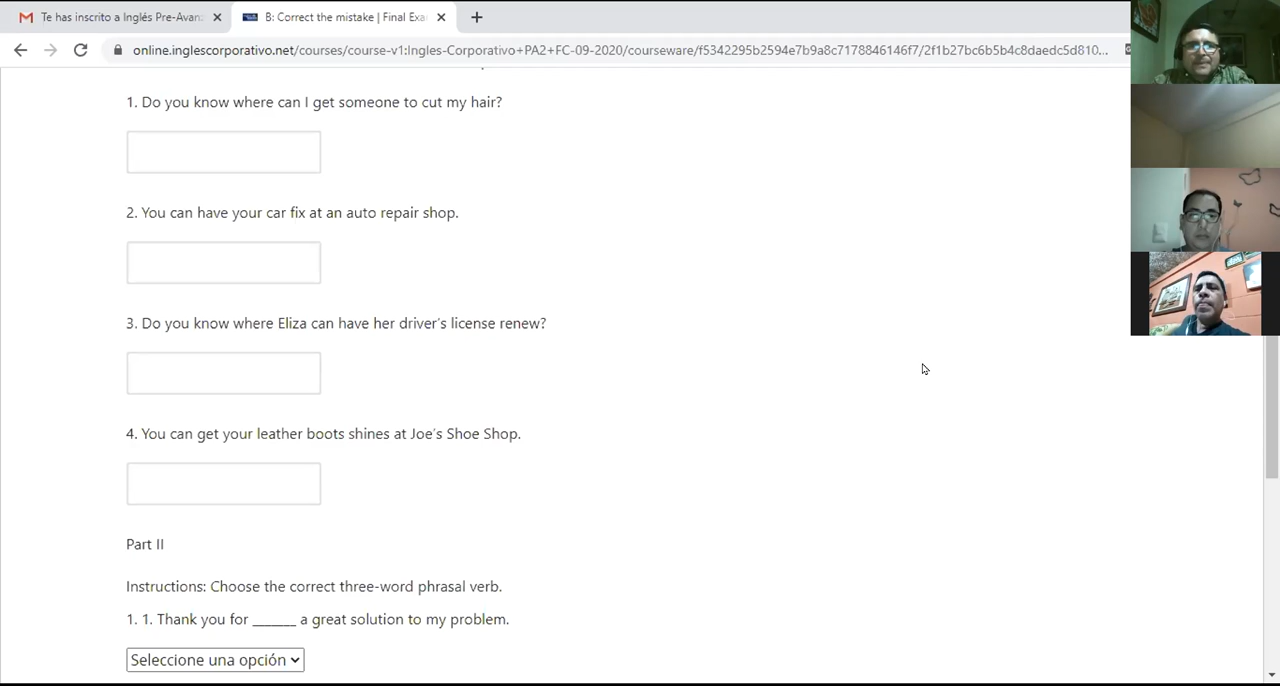 Te has inscrito a Inglés Pre-Avan
B: Correct the mistake | Final Exa
online.inglescorporativo.net/courses/course-v1:Ingles-Corporativo+PA2+FC-09-2020/courseware/f5342295b2594e7b9a8c7178846146f7/2f1b27bc6b5b4c8daedc5d810...
1. Do you know where can I get someone to cut my hair?
2. You can have your car fix at an auto repair shop.
3. Do you know where Eliza can have her driver's license renew?
4. You can get your leather boots shines at Joe's Shoe Shop.
Part II
Instructions: Choose the correct three-word phrasal verb.
1. 1. Thank you for ______ a great solution to my problem.
Seleccione una opción